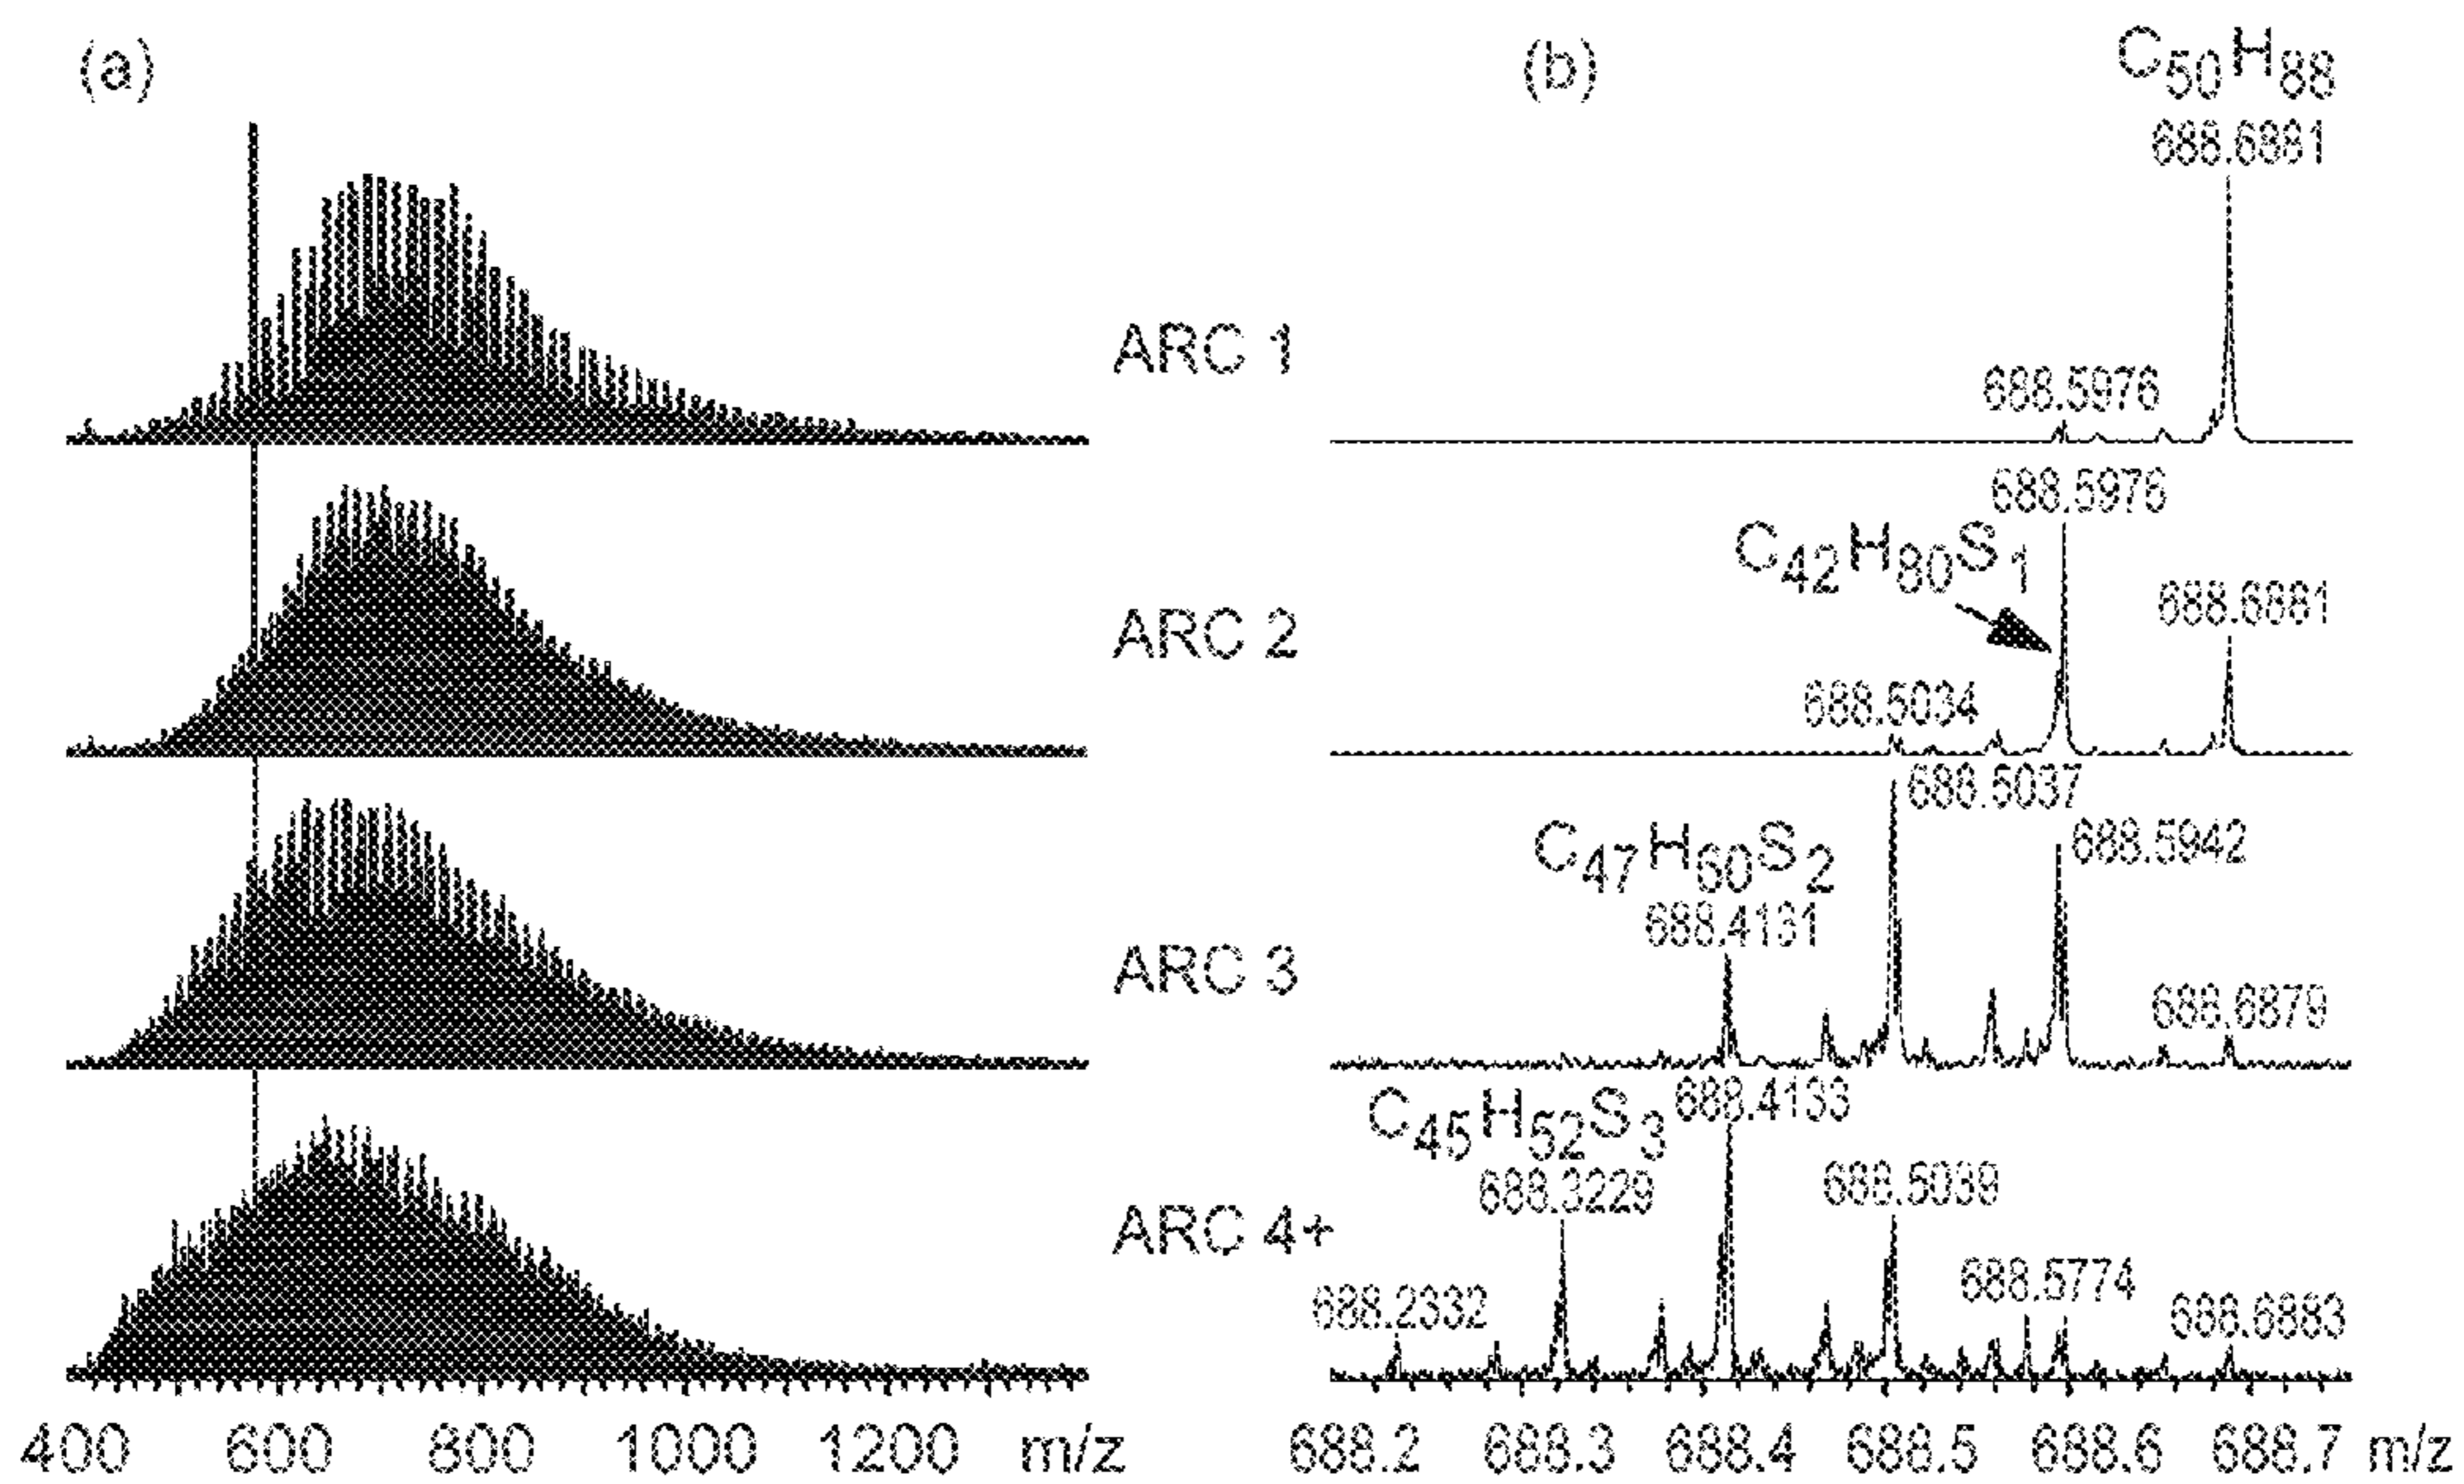 (a)
(b)
C50H88
688.6881
ARC 1
688.5976
688.5976
C42H80S1
688.6881
ARC 2
688.5034
688.5037
C47H60S2
688.5942
688.4131
ARC 3
688.6879
C45H52S3
688.4133
688.3229
688.5039
ARC 4+
688.2332
688.5774
688.6883
400 600 800 1000 1200 m/z
688.2 688.3 688.4 688.5 688.6 688.7 m/z